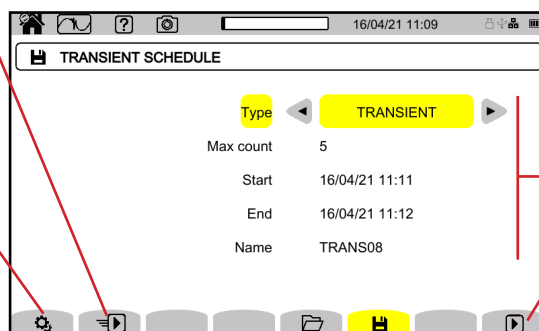 ?
16/04/21 11:09
TRANSIENT SCHEDULE
Type TRANSIENT
Max count 5
Start 16/04/21 11:11
End 16/04/21 11:12
Name TRANS08